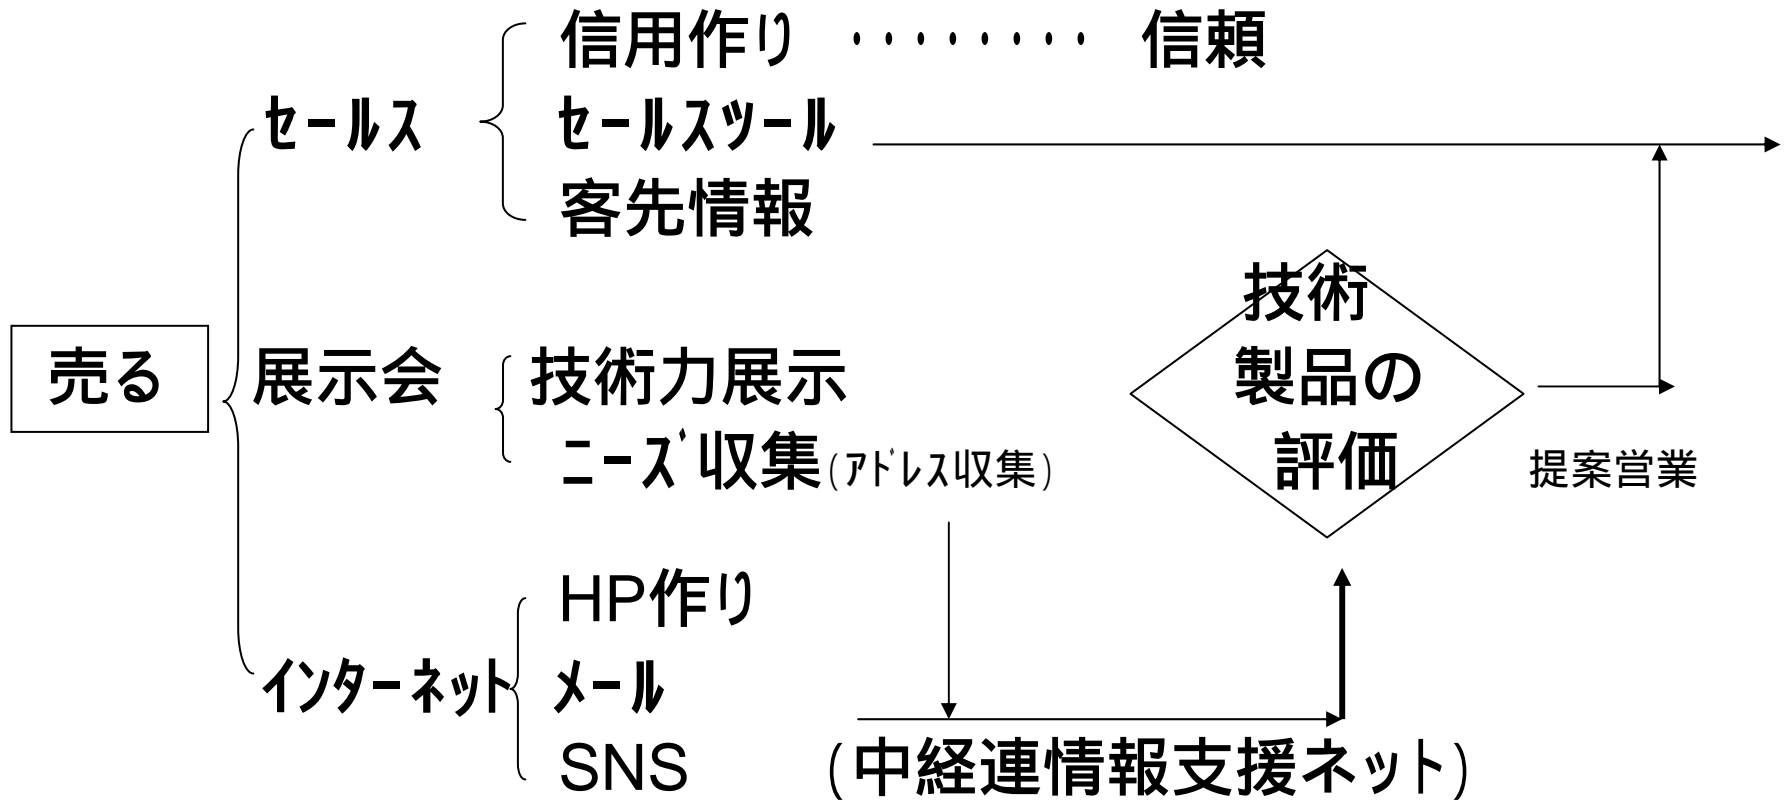 信用作り ・・・・・・・・ 信頼
ｾｰﾙｽ ｾｰﾙｽﾂｰﾙ
客先情報
技術
売る 展示会 技術力展示 製品の
ﾆｰｽﾞ収集(ｱﾄﾞﾚｽ収集) 評価 提案営業
HP作り
ｲﾝﾀｰﾈｯﾄ ﾒｰﾙ
SNS (中経連情報支援ネット)